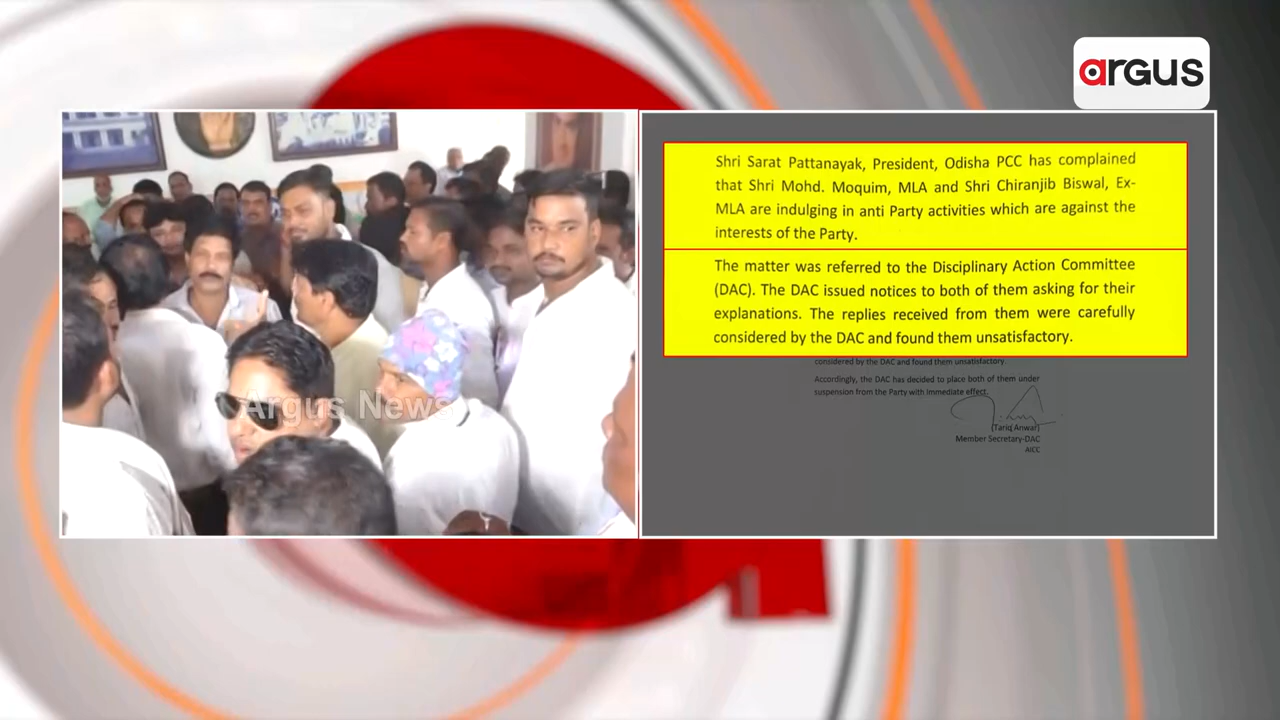 argus
Shri Sarat Pattanayak, President, Odisha PCC has complained
that Shri Mohd. Moquim, MLA and Shri Chiranjib Biswal, Ex-
MLA are indulging in anti Party activities which are against the
interests of the Party.
The matter was referred to the Disciplinary Action Committee
(DAC). The DAC issued notices to both of them asking for their
explanations. The replies received from them were carefully
considered by the DAC and found them unsatisfactory.
considered by the DAC and found them unsatisfactory.
Accordingly, the DAC has decided to place both of them under
suspension from the Party with immediate effect.
(Tariq Anwar)
Member Secretary-DAC
AICC
Argus News